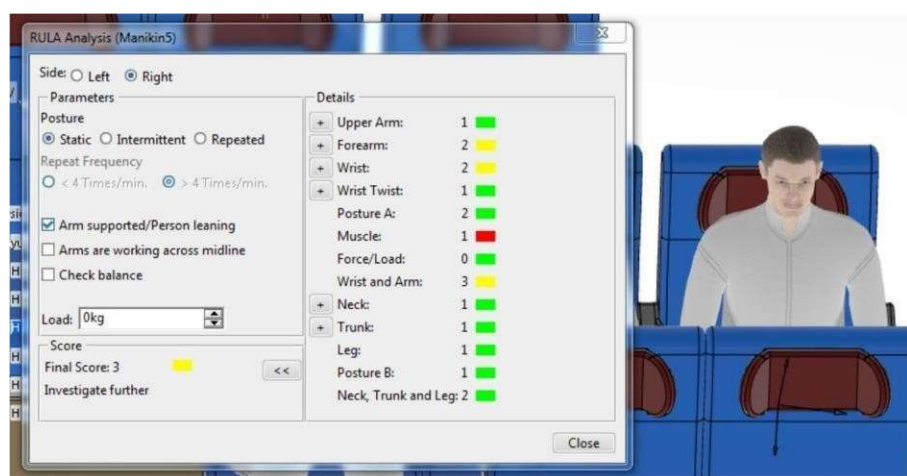 RULA Analysis (Manikin5)
Side: Left Right
Parameters
Posture
Static Intermittent Repeated
Repeat Frequency
< 4 Times/min. > 4 Times/min.
Arm supported/Person leaning
Arms are working across midline
Check balance
Load: 0kg
Score
Final Score: 3
<<
Investigate further
Details
+ Upper Arm: 1
+ Forearm: 2
+ Wrist: 2
+ Wrist Twist: 1
Posture A: 2
Muscle: 1
Force/Load: 0
Wrist and Arm: 3
+ Neck: 1
+ Trunk: 1
Leg: 1
Posture B: 1
Neck, Trunk and Leg: 2
Close